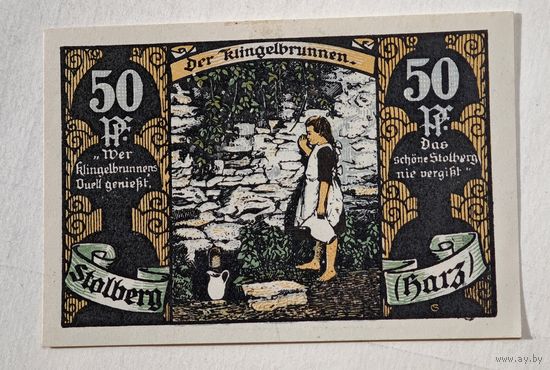 Der Klingelbrunnen.
50
Pf.
„Wer
Klingelbrunnens
Quell genießt,
50
Pf.
Das
schöne Stolberg
nie vergißt“
Stolberg
(Harz)
www.ay.by